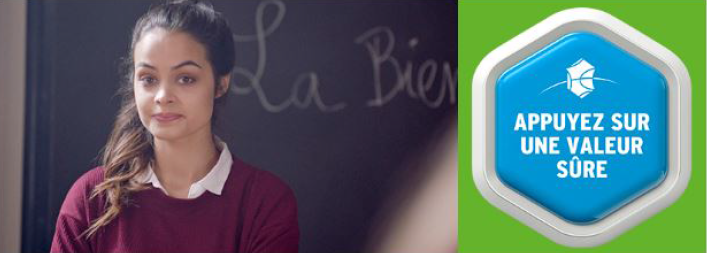 La Bien
APPUYEZ SUR
UNE VALEUR
SÛRE